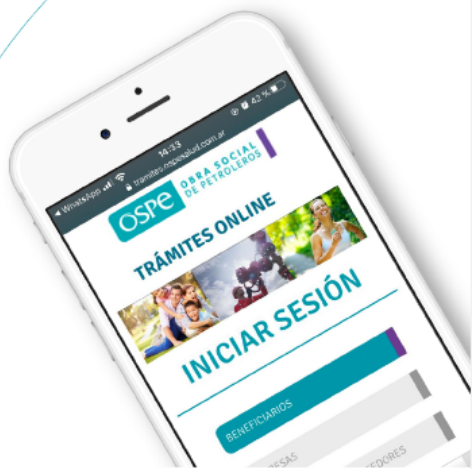 WhatsApp 14:33 42 %
tramites.ospesalud.com.ar
ospe OBRA SOCIAL
DE PETROLEROS
TRÁMITES ONLINE
INICIAR SESIÓN
BENEFICIARIOS